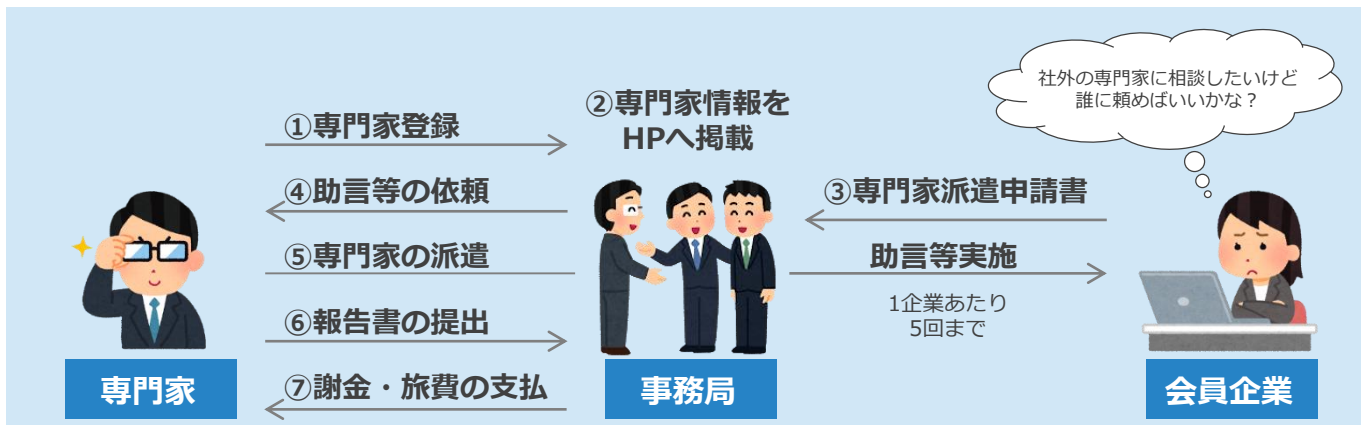 社外の専門家に相談したいけど
誰に頼めばいいかな？
①専門家登録
②専門家情報を
HPへ掲載
④助言等の依頼
③専門家派遣申請書
⑤専門家の派遣
助言等実施
1企業あたり
5回まで
⑥報告書の提出
⑦謝金・旅費の支払
専門家
事務局
会員企業